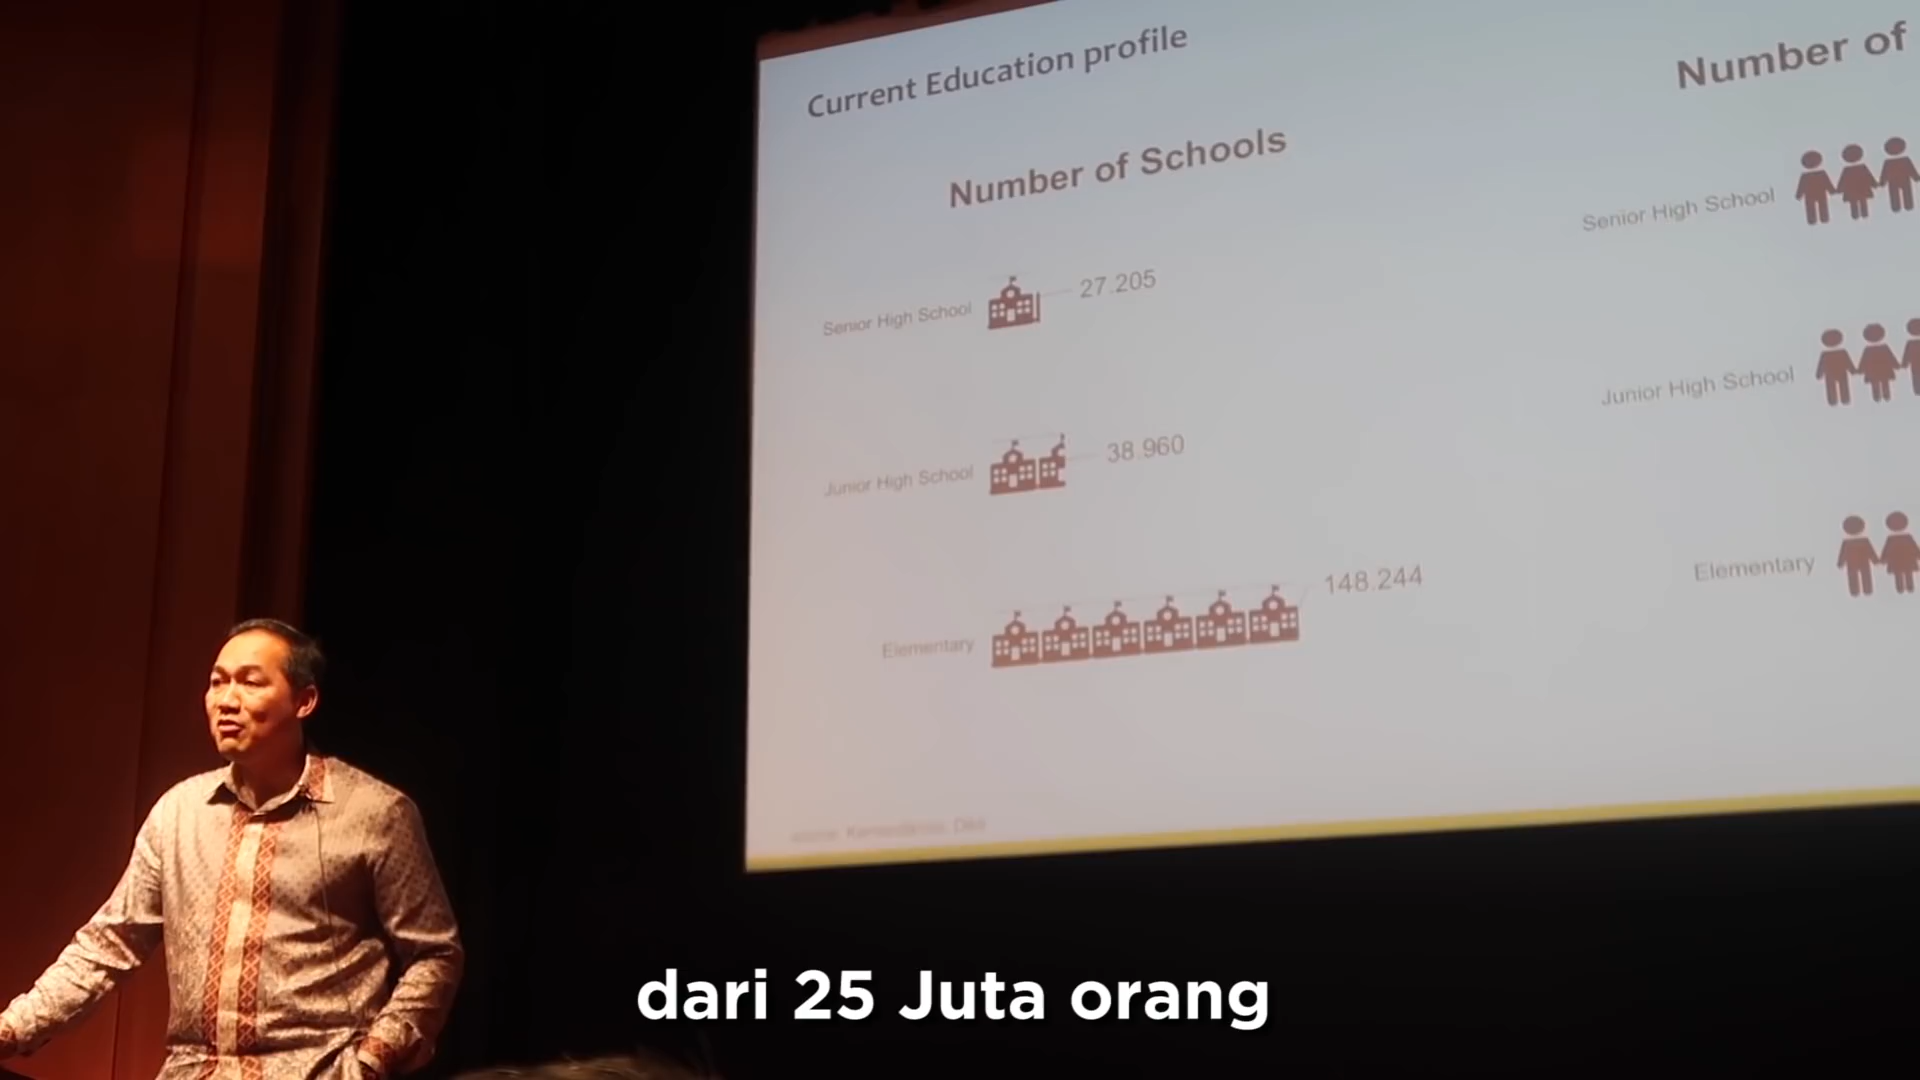 Current Education profile
Number of Schools
Senior High School
27.205
Junior High School
38.960
Elementary
148.244
Number of
Senior High School
Junior High School
Elementary
dari 25 Juta orang